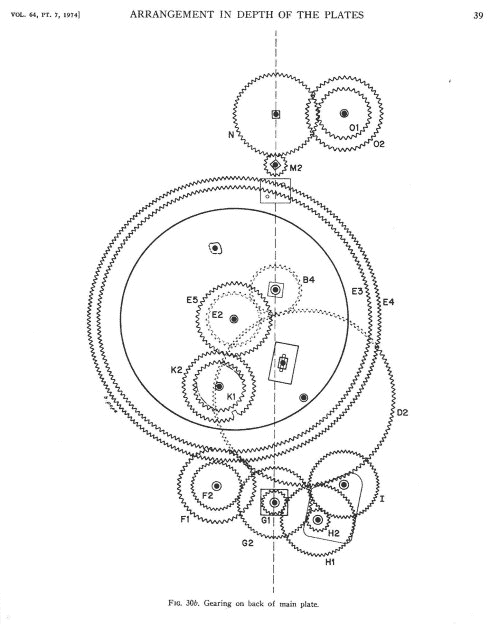 VOL. 64, PT. 7, 1974]
ARRANGEMENT IN DEPTH OF THE PLATES
39
N
O1
O2
M2
B4
E3
E4
E5
E2
K2
K1
D2
F2
F1
G1
G2
I
H2
H1
FIG. 30b. Gearing on back of main plate.